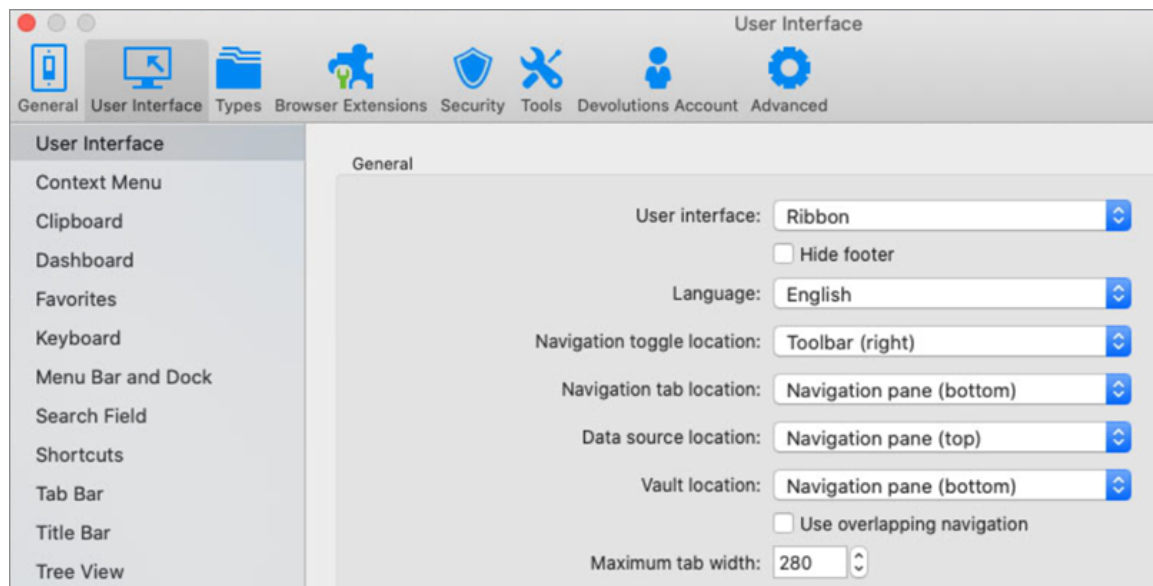 User Interface
General User Interface Types Browser Extensions Security Tools Devolutions Account Advanced
User Interface
Context Menu
Clipboard
Dashboard
Favorites
Keyboard
Menu Bar and Dock
Search Field
Shortcuts
Tab Bar
Title Bar
Tree View
General
User interface: Ribbon
Hide footer
Language: English
Navigation toggle location: Toolbar (right)
Navigation tab location: Navigation pane (bottom)
Data source location: Navigation pane (top)
Vault location: Navigation pane (bottom)
Use overlapping navigation
Maximum tab width: 280